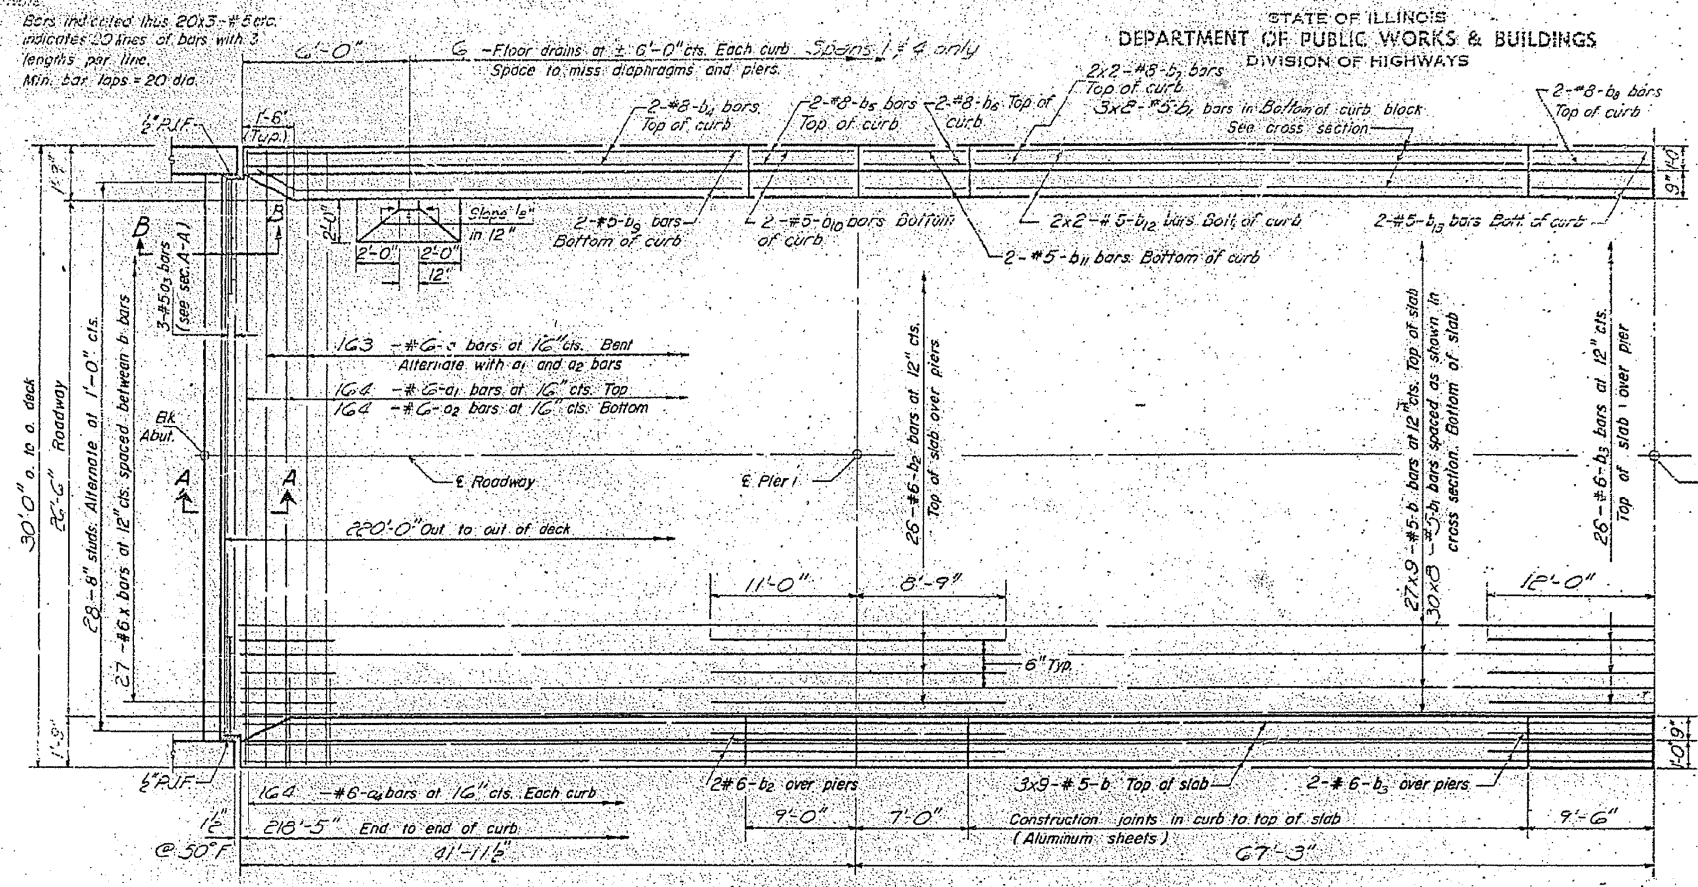 Bars indicated thus 20x3-#5 etc.
indicates 20 lines of bars with 3
lengths per line.
Min. bar laps = 20 dia.
STATE OF ILLINOIS
DEPARTMENT OF PUBLIC WORKS & BUILDINGS
DIVISION OF HIGHWAYS
6'-0"
6 -Floor drains at ± 6'-0" cts. Each curb Spans 1 & 4 only
Space to miss diaphragms and piers.
½" P.J.F.
1'-6"
(Typ.)
2-#8-b4 bars
Top of curb
2-#8-b5 bars
Top of curb
2-#8-b6 Top of
curb
2x2-#8-b7 bars
Top of curb
3x8-#5-b1 bars in Bottom of curb block
See cross section
2-#8-b8 bars
Top of curb
1'-9"
1'-0"
9"
B
B
2'-0"
Slope ½"
in 12"
2'-0"
2'-0"
12"
2-#5-b9 bars
Bottom of curb
2-#5-b10 bars Bottom
of curb
2-#5-b11 bars Bottom of curb
2x2-#5-b12 bars Bott. of curb
2-#5-b13 bars Bott. of curb
3-#5 a3 bars
(see sec. A-A)
30'-0" o. to o. deck
26'-6" Roadway
28-8" studs. Alternate at 1'-0" cts.
27 -#6 x bars at 12" cts. spaced between b bars
163 -#6-a bars at 16" cts. Bent
Alternate with a1 and a2 bars
164 -#6-a1 bars at 16" cts. Top
164 -#6-a2 bars at 16" cts. Bottom
Bk
Abut.
A
A
℄ Roadway
℄ Pier 1
220'-0" Out to out of deck
26-#6-b2 bars at 12" cts.
Top of slab over piers
27x9-#5-b bars at 12" cts. Top of slab
30x8 -#5-b1 bars spaced as shown in
cross section. Bottom of slab
26-#6-b3 bars at 12" cts.
Top of slab over pier
11'-0"
8'-9"
12'-0"
6" Typ.
1'-9"
9"
1'-0"
½" P.J.F.
2#6-b2 over piers
3x9-#5-b Top of slab
2-#6-b3 over piers
164 -#6-a4 bars at 16" cts. Each curb
1½"
@ 50°F
218'-5" End to end of curb
9'-0"
7'-0"
Construction joints in curb to top of slab
(Aluminum sheets)
9'-6"
41'-11½"
67'-3"